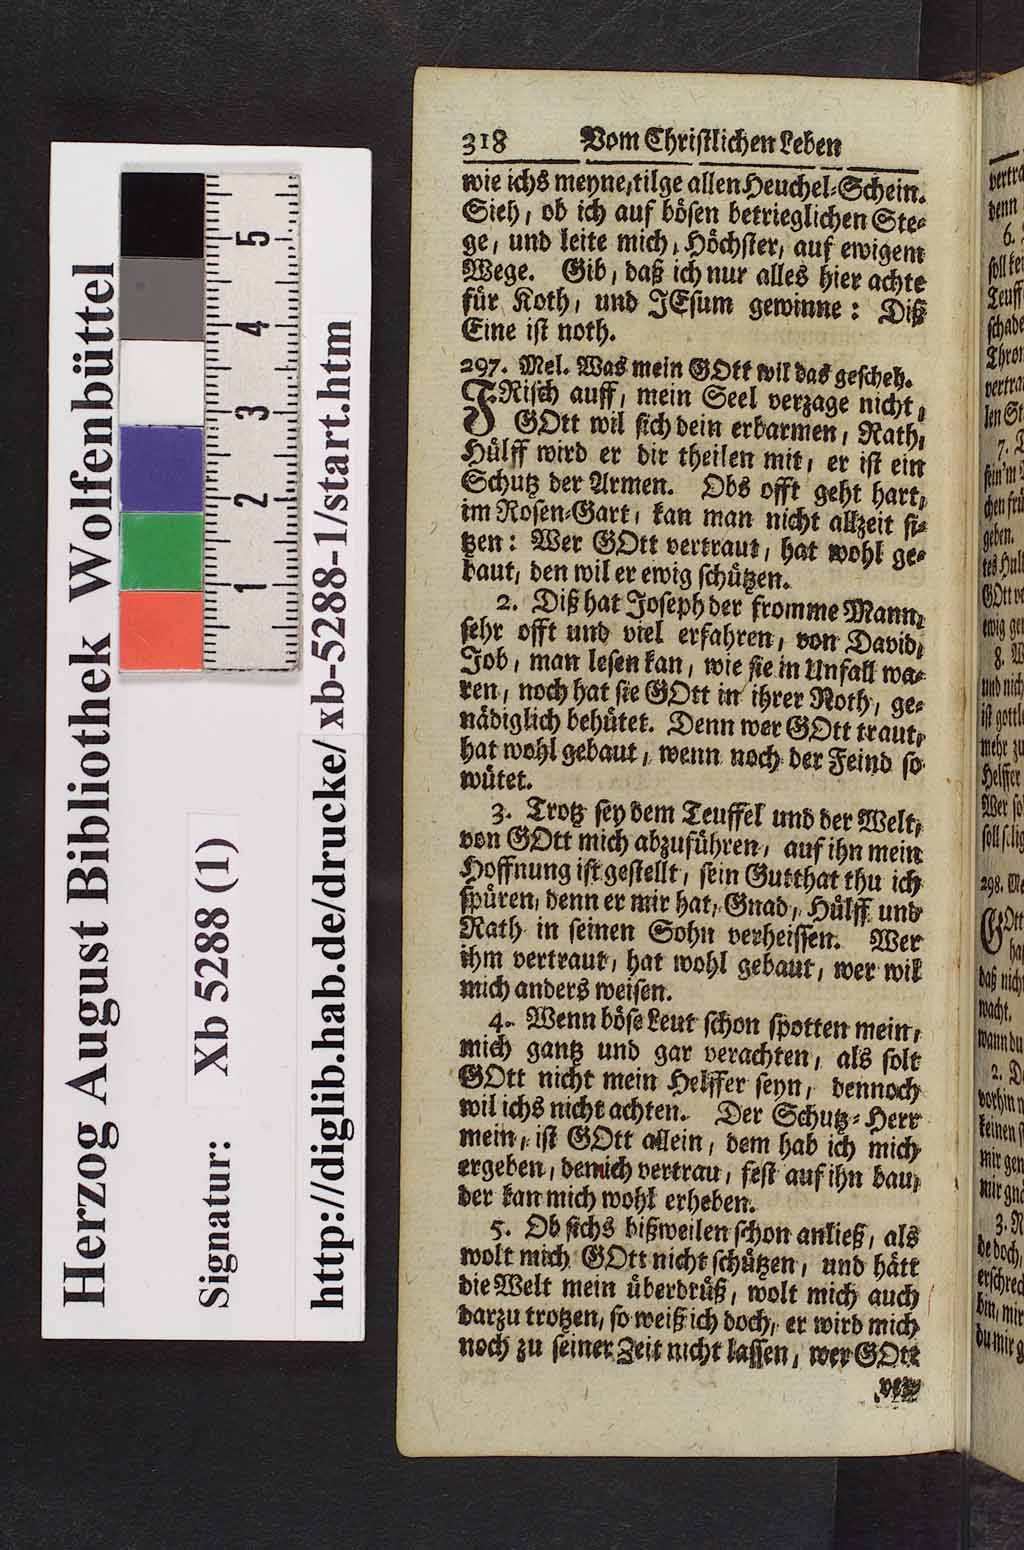 Herzog August Bibliothek Wolfenbüttel
Signatur: Xb 5288 (1)
http://diglib.hab.de/drucke/xb-5288-1/start.htm
1 2 3 4 5
318 Vom Christlichen Leben
wie ichs meyne, tilge allen Heuchel-Schein.
Sieh, ob ich auf bösen betrieglichen Ste-
ge, und leite mich, Höchster, auf ewigem
Wege. Gib, daß ich nur alles hier achte
für Koth, und JEsum gewinne: Diß
Eine ist noth.
297. Mel. Was mein GOtt wil das gescheh.
FRisch auff, mein Seel verzage nicht,
GOtt wil sich dein erbarmen, Rath,
Hülff wird er dir theilen mit, er ist ein
Schutz der Armen. Obs offt geht hart,
im Rosen-Gart, kan man nicht allzeit si-
tzen: Wer GOtt vertraut, hat wohl ge-
baut, den wil er ewig schützen.
2. Diß hat Joseph der fromme Mann,
sehr offt und viel erfahren, von David,
Job, man lesen kan, wie sie in Unfall wa-
ren, noch hat sie GOtt in ihrer Noth, ge-
nädiglich behütet. Denn wer GOtt traut,
hat wohl gebaut, wenn noch der Feind so
wütet.
3. Trotz sey dem Teuffel und der Welt,
von GOtt mich abzuführen, auf ihn mein
Hoffnung ist gestellt, sein Gutthat thu ich
spüren, denn er mir hat, Gnad, Hülff und
Rath in seinen Sohn verheissen. Wer
ihm vertraut, hat wohl gebaut, wer wil
mich anders weisen.
4. Wenn böse Leut schon spotten mein,
mich gantz und gar verachten, als solt
GOtt nicht mein Helffer seyn, dennoch
wil ichs nicht achten. Der Schutz-Herr
mein, ist GOtt allein, dem hab ich mich
ergeben, dem ich vertrau, fest auf ihn bau,
der kan mich wohl erheben.
5. Ob sichs bißweilen schon anließ, als
wolt mich GOtt nicht schützen, und hätt
die Welt mein überdrüß, wolt mich auch
darzu trotzen, so weiß ich doch, er wird mich
noch zu seiner Zeit nicht lassen, wer GOtt
ver-